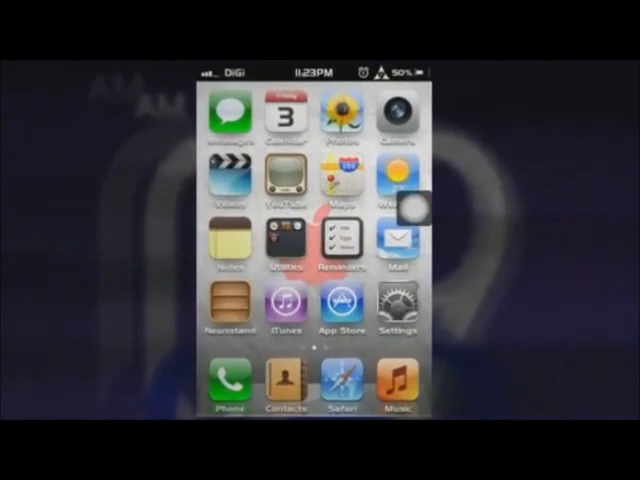 DiGi 11:23PM 50%
Friday
3
Messages Calendar Photos Camera
280
Videos YouTube Maps
Notes Utilities Reminders Mail
Newsstand iTunes App Store Settings
Phone Contacts Safari Music